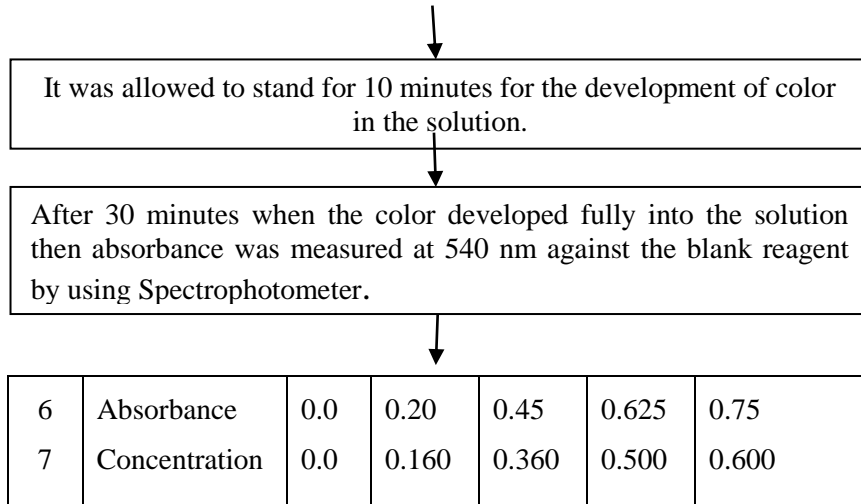 It was allowed to stand for 10 minutes for the development of color
in the solution.
After 30 minutes when the color developed fully into the solution
then absorbance was measured at 540 nm against the blank reagent
by using Spectrophotometer.
6 Absorbance 0.0 0.20 0.45 0.625 0.75
7 Concentration 0.0 0.160 0.360 0.500 0.600